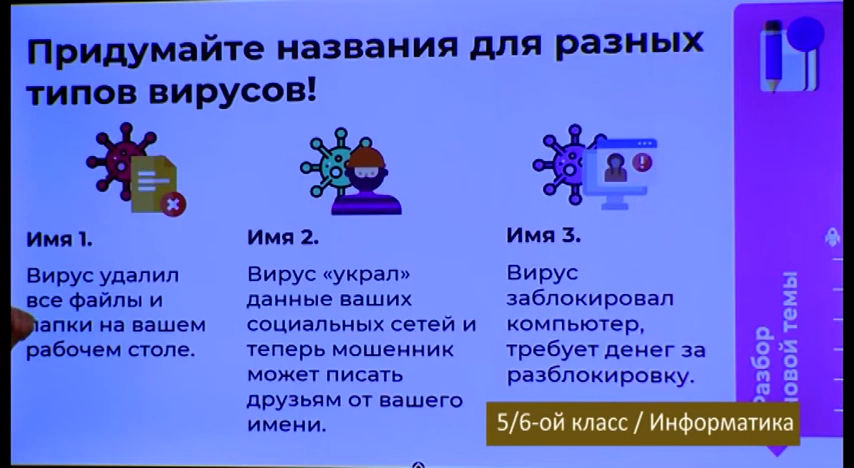 Придумайте названия для разных
типов вирусов!
Имя 1.
Вирус удалил
все файлы и
папки на вашем
рабочем столе.
Имя 2.
Вирус «украл»
данные ваших
социальных сетей и
теперь мошенник
может писать
друзьям от вашего
имени.
Имя 3.
Вирус
заблокировал
компьютер,
требует денег за
разблокировку.
Разбор
новой темы
5/6-ой класс / Информатика